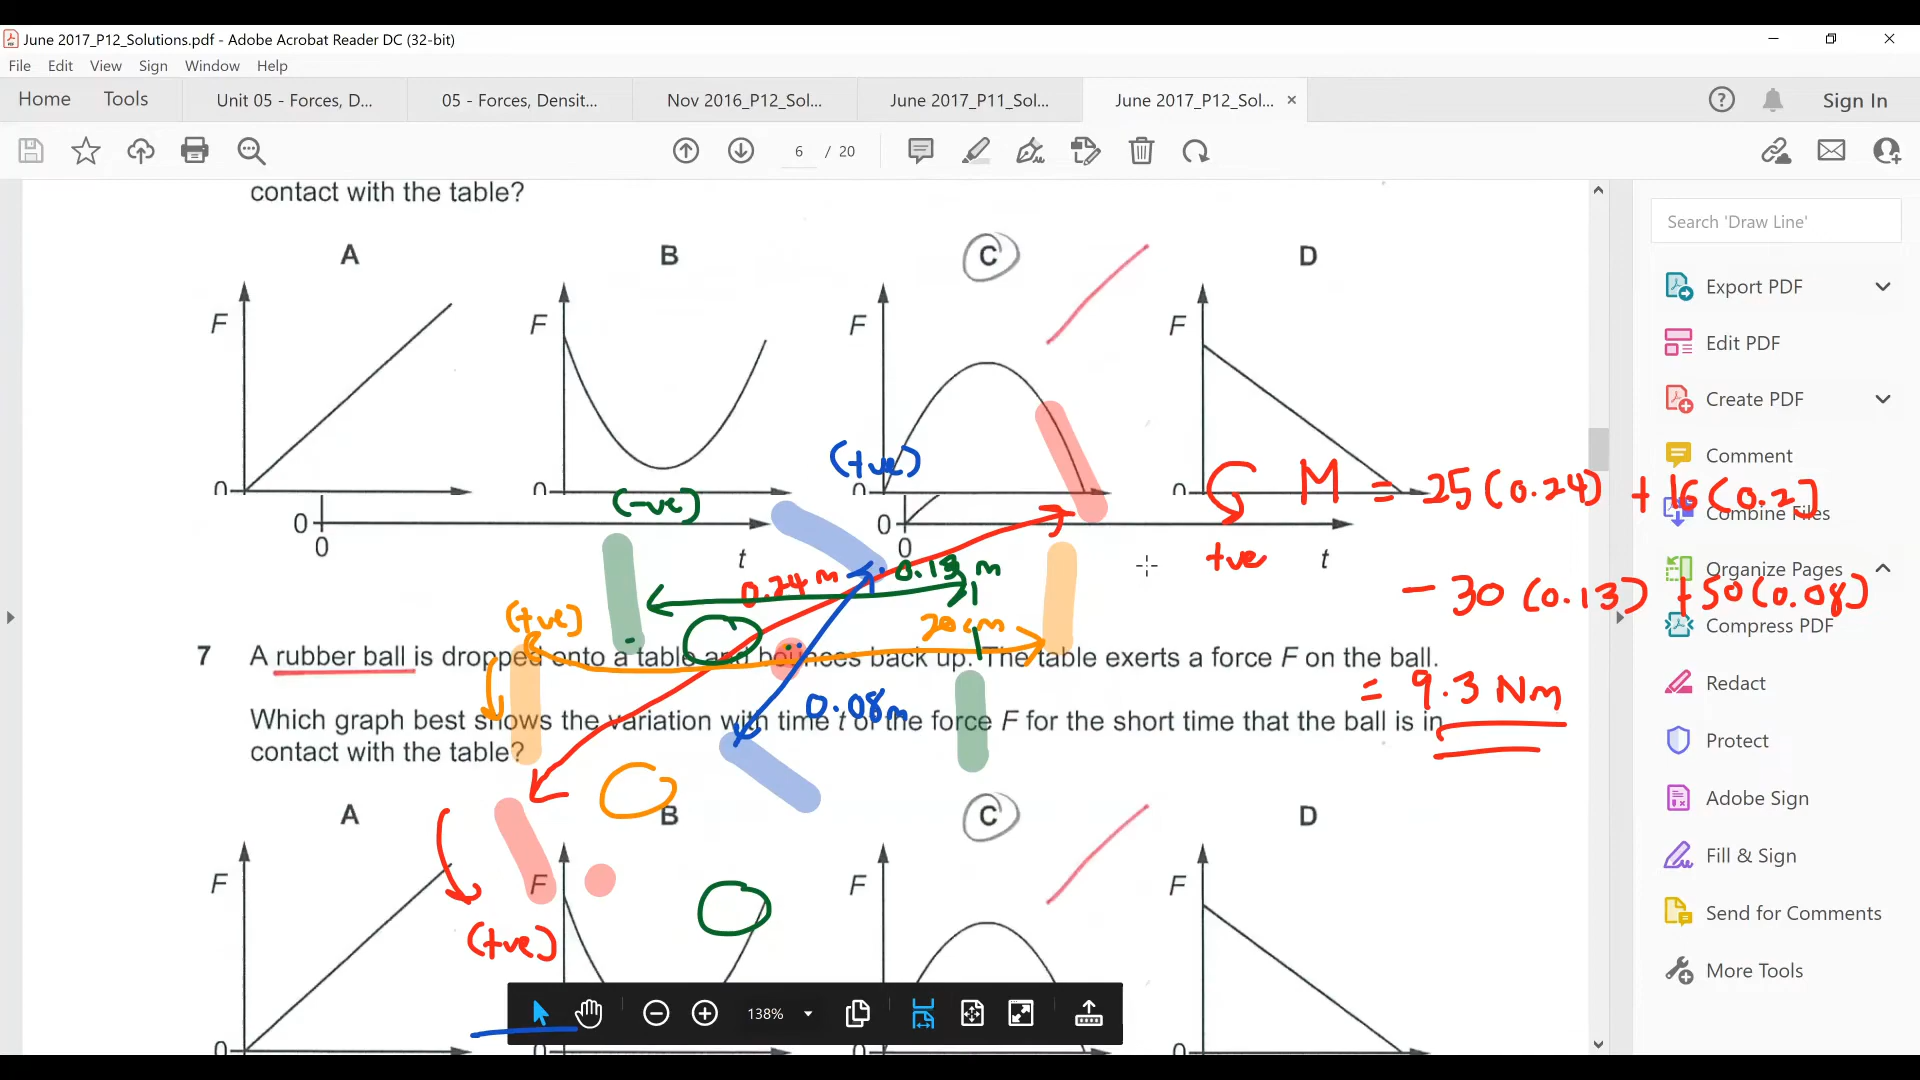 June 2017_P12_Solutions.pdf - Adobe Acrobat Reader DC (32-bit)
File Edit View Sign Window Help
Home Tools Unit 05 - Forces, D... 05 - Forces, Densit... Nov 2016_P12_Sol... June 2017_P11_Sol... June 2017_P12_Sol... × Sign In
6 / 20
contact with the table?
A B C D
F F F F
0 0 0 0
(+ve)
(-ve)
M = 25(0.24) + 16(0.2)
0 0
0 0
t t
+ve
0.24 m 0.13 m
- 30 (0.13) + 50(0.08)
(+ve) 20 cm
7 A rubber ball is dropped onto a table and bounces back up. The table exerts a force F on the ball.
= 9.3 Nm
0.08m
Which graph best shows the variation with time t of the force F for the short time that the ball is in
contact with the table?
A B C D
F F F F
(+ve)
0 0 0 0
138%
Search 'Draw Line'
Export PDF
Edit PDF
Create PDF
Comment
Combine Files
Organize Pages
Compress PDF
Redact
Protect
Adobe Sign
Fill & Sign
Send for Comments
More Tools